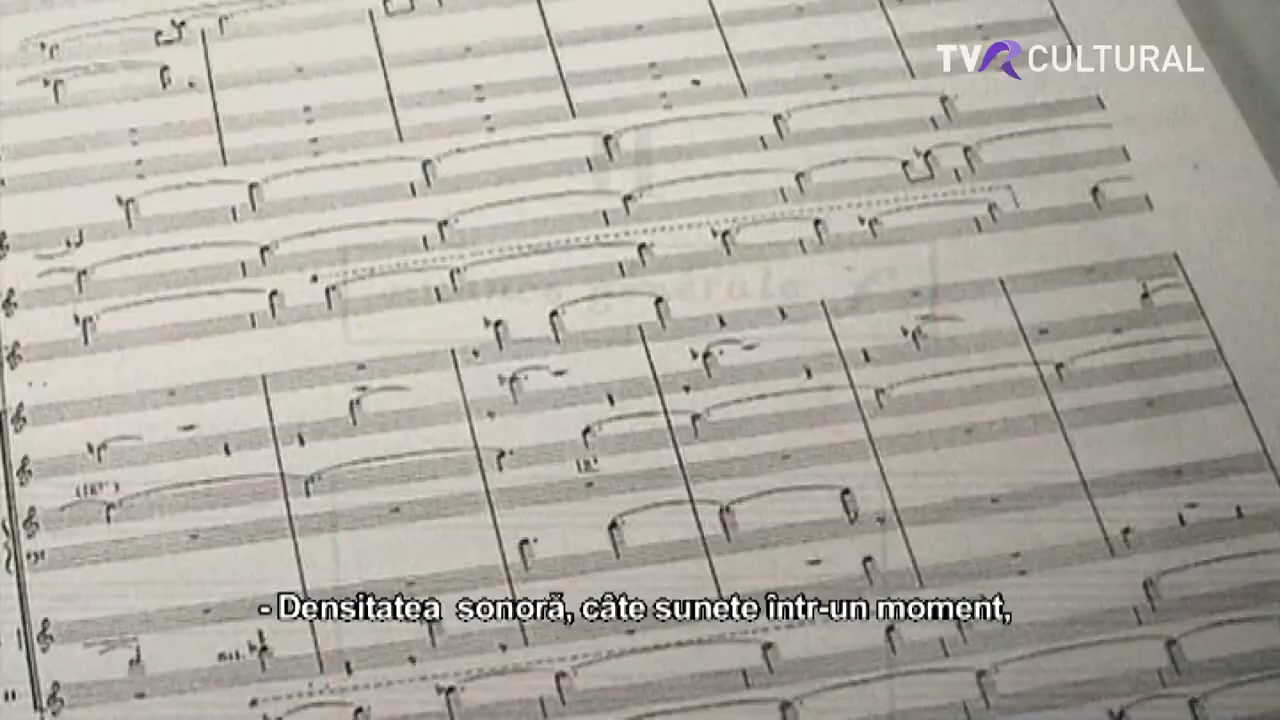 TVR CULTURAL
- Densitatea sonoră, câte sunete într-un moment,